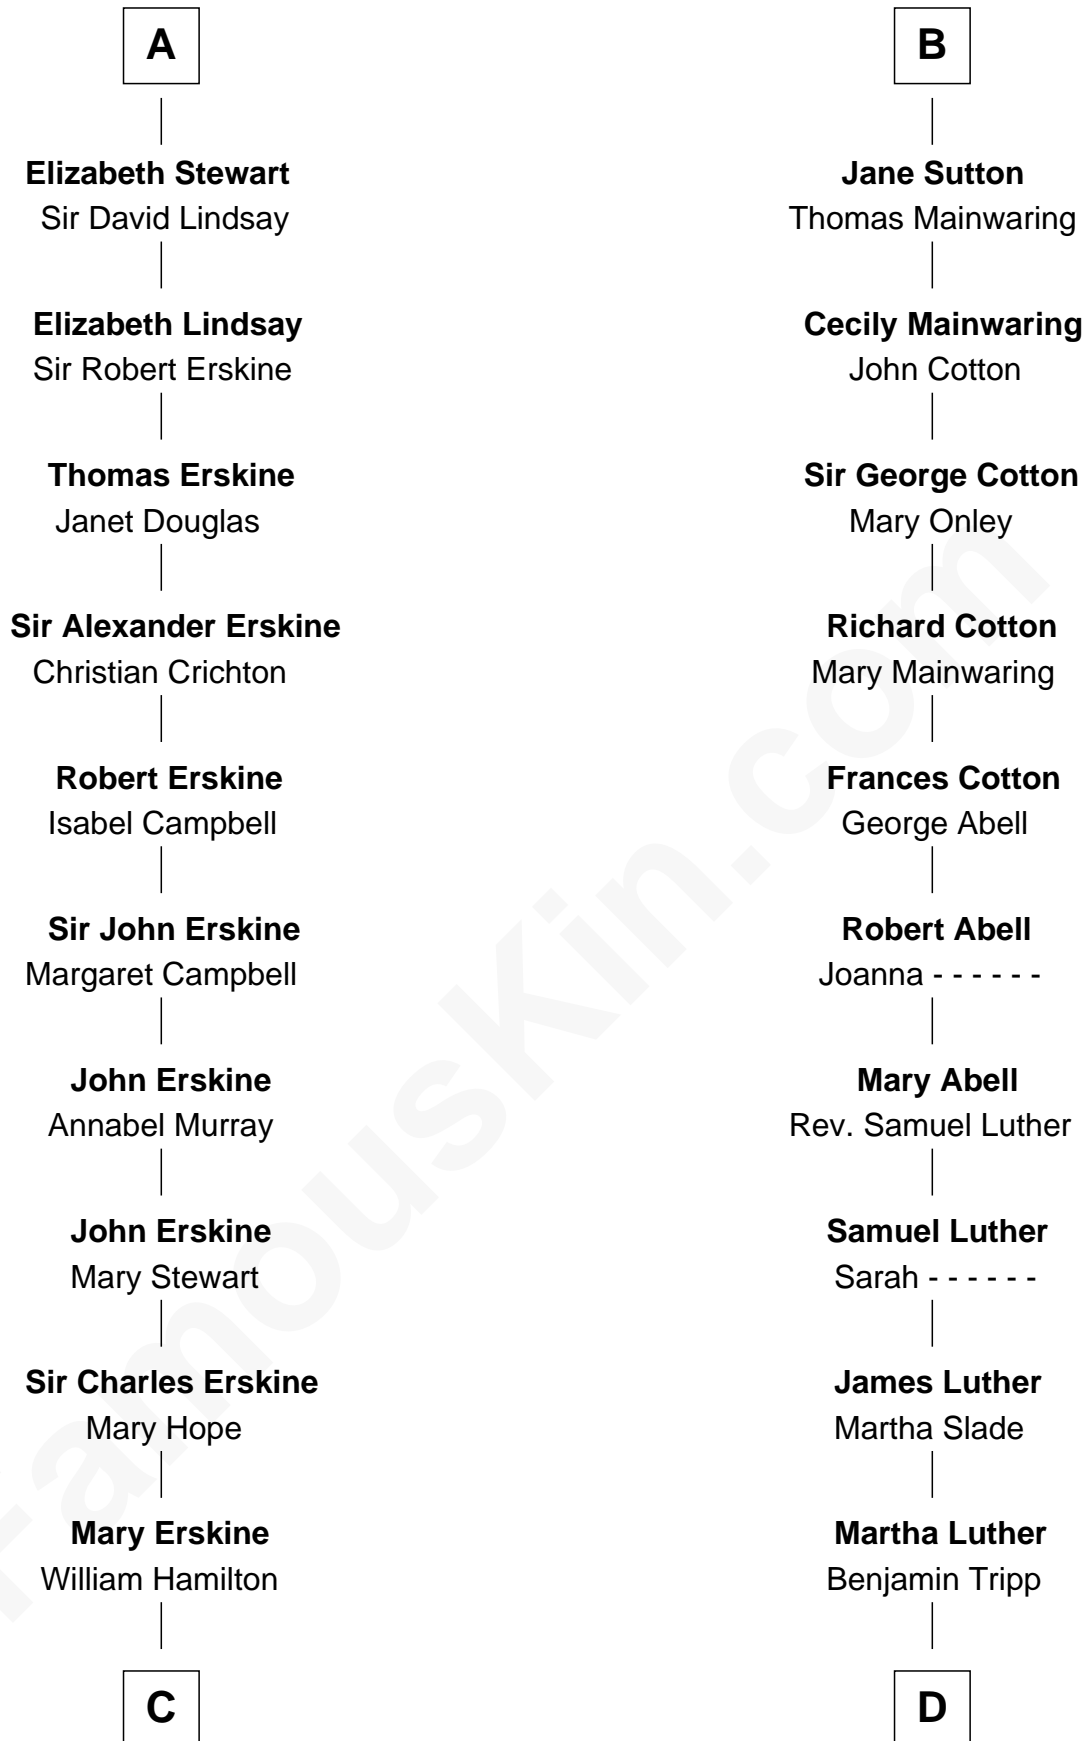 A
Elizabeth Stewart
Sir David Lindsay
Elizabeth Lindsay
Sir Robert Erskine
Thomas Erskine
Janet Douglas
Sir Alexander Erskine
Christian Crichton
Robert Erskine
Isabel Campbell
Sir John Erskine
Margaret Campbell
John Erskine
Annabel Murray
John Erskine
Mary Stewart
Sir Charles Erskine
Mary Hope
Mary Erskine
William Hamilton
C
B
Jane Sutton
Thomas Mainwaring
Cecily Mainwaring
John Cotton
Sir George Cotton
Mary Onley
Richard Cotton
Mary Mainwaring
Frances Cotton
George Abell
Robert Abell
Joanna - - - - - -
Mary Abell
Rev. Samuel Luther
Samuel Luther
Sarah - - - - - -
James Luther
Martha Slade
Martha Luther
Benjamin Tripp
D
FamousKin.com